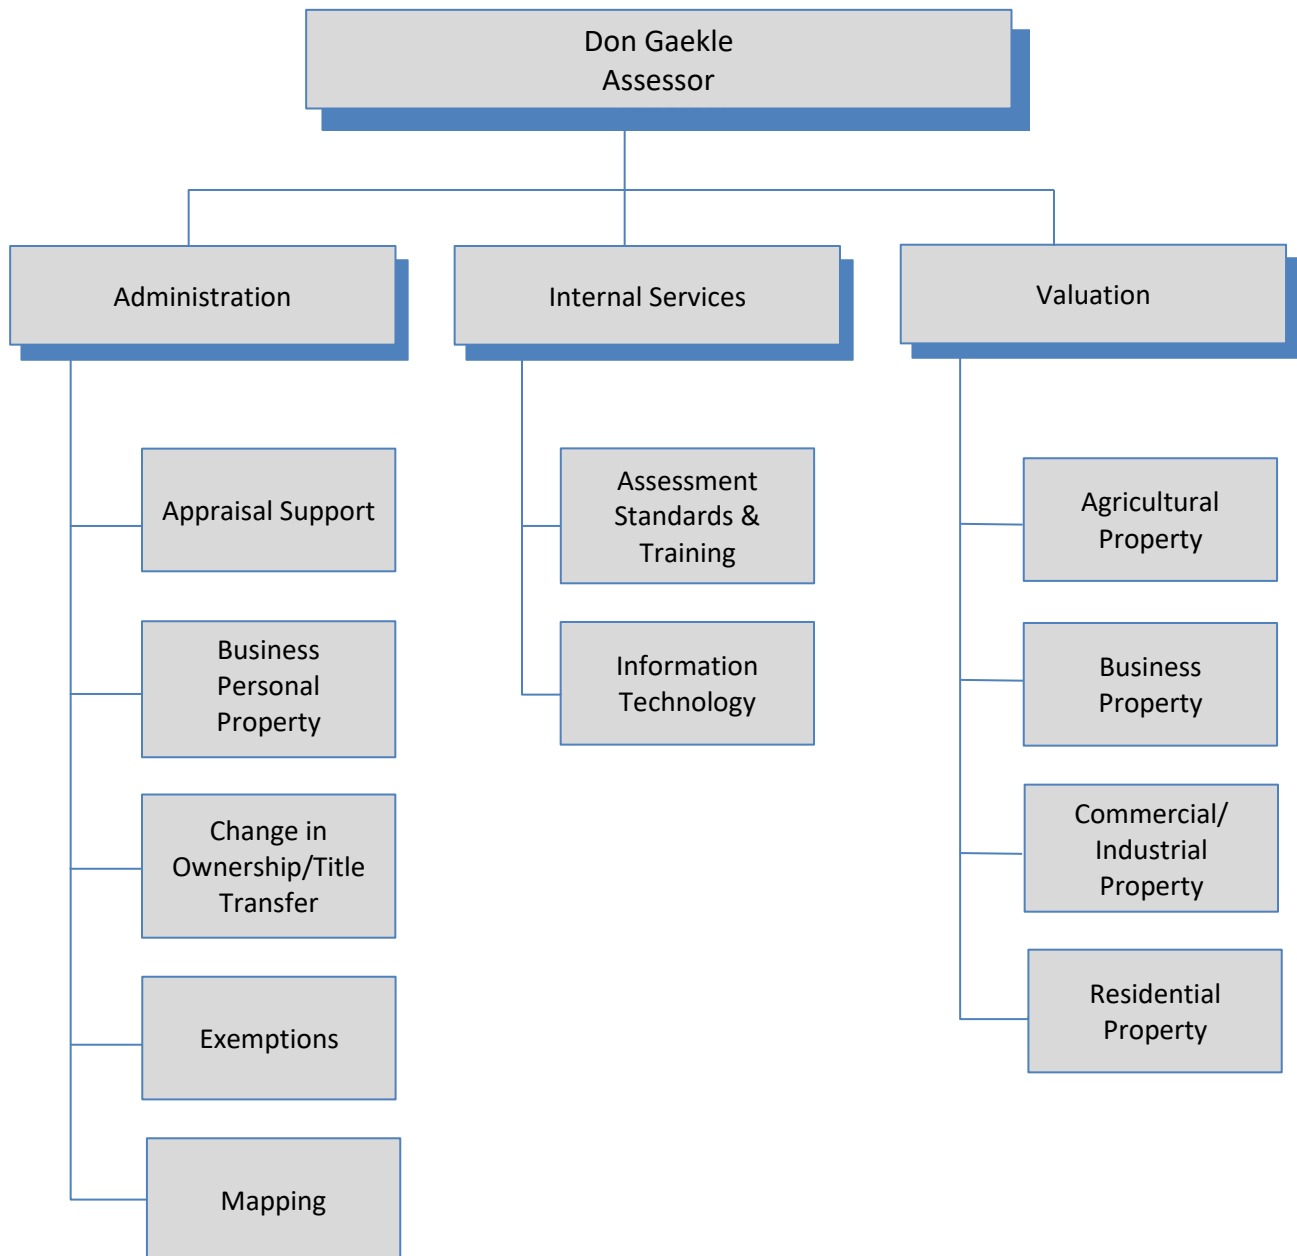 Don Gaekle
Assessor
Administration
Internal Services
Valuation
Appraisal Support
Business
Personal
Property
Change in
Ownership/Title
Transfer
Exemptions
Mapping
Assessment
Standards &
Training
Information
Technology
Agricultural
Property
Business
Property
Commercial/
Industrial
Property
Residential
Property